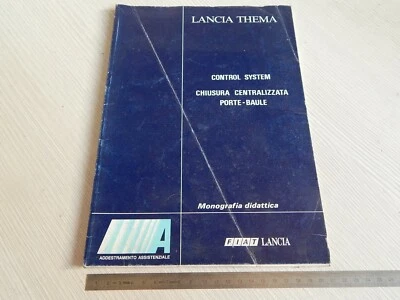 LANCIA THEMA
CONTROL SYSTEM
CHIUSURA CENTRALIZZATA
PORTE-BAULE
Monografia didattica
A
ADDESTRAMENTO ASSISTENZIALE
FIAT LANCIA